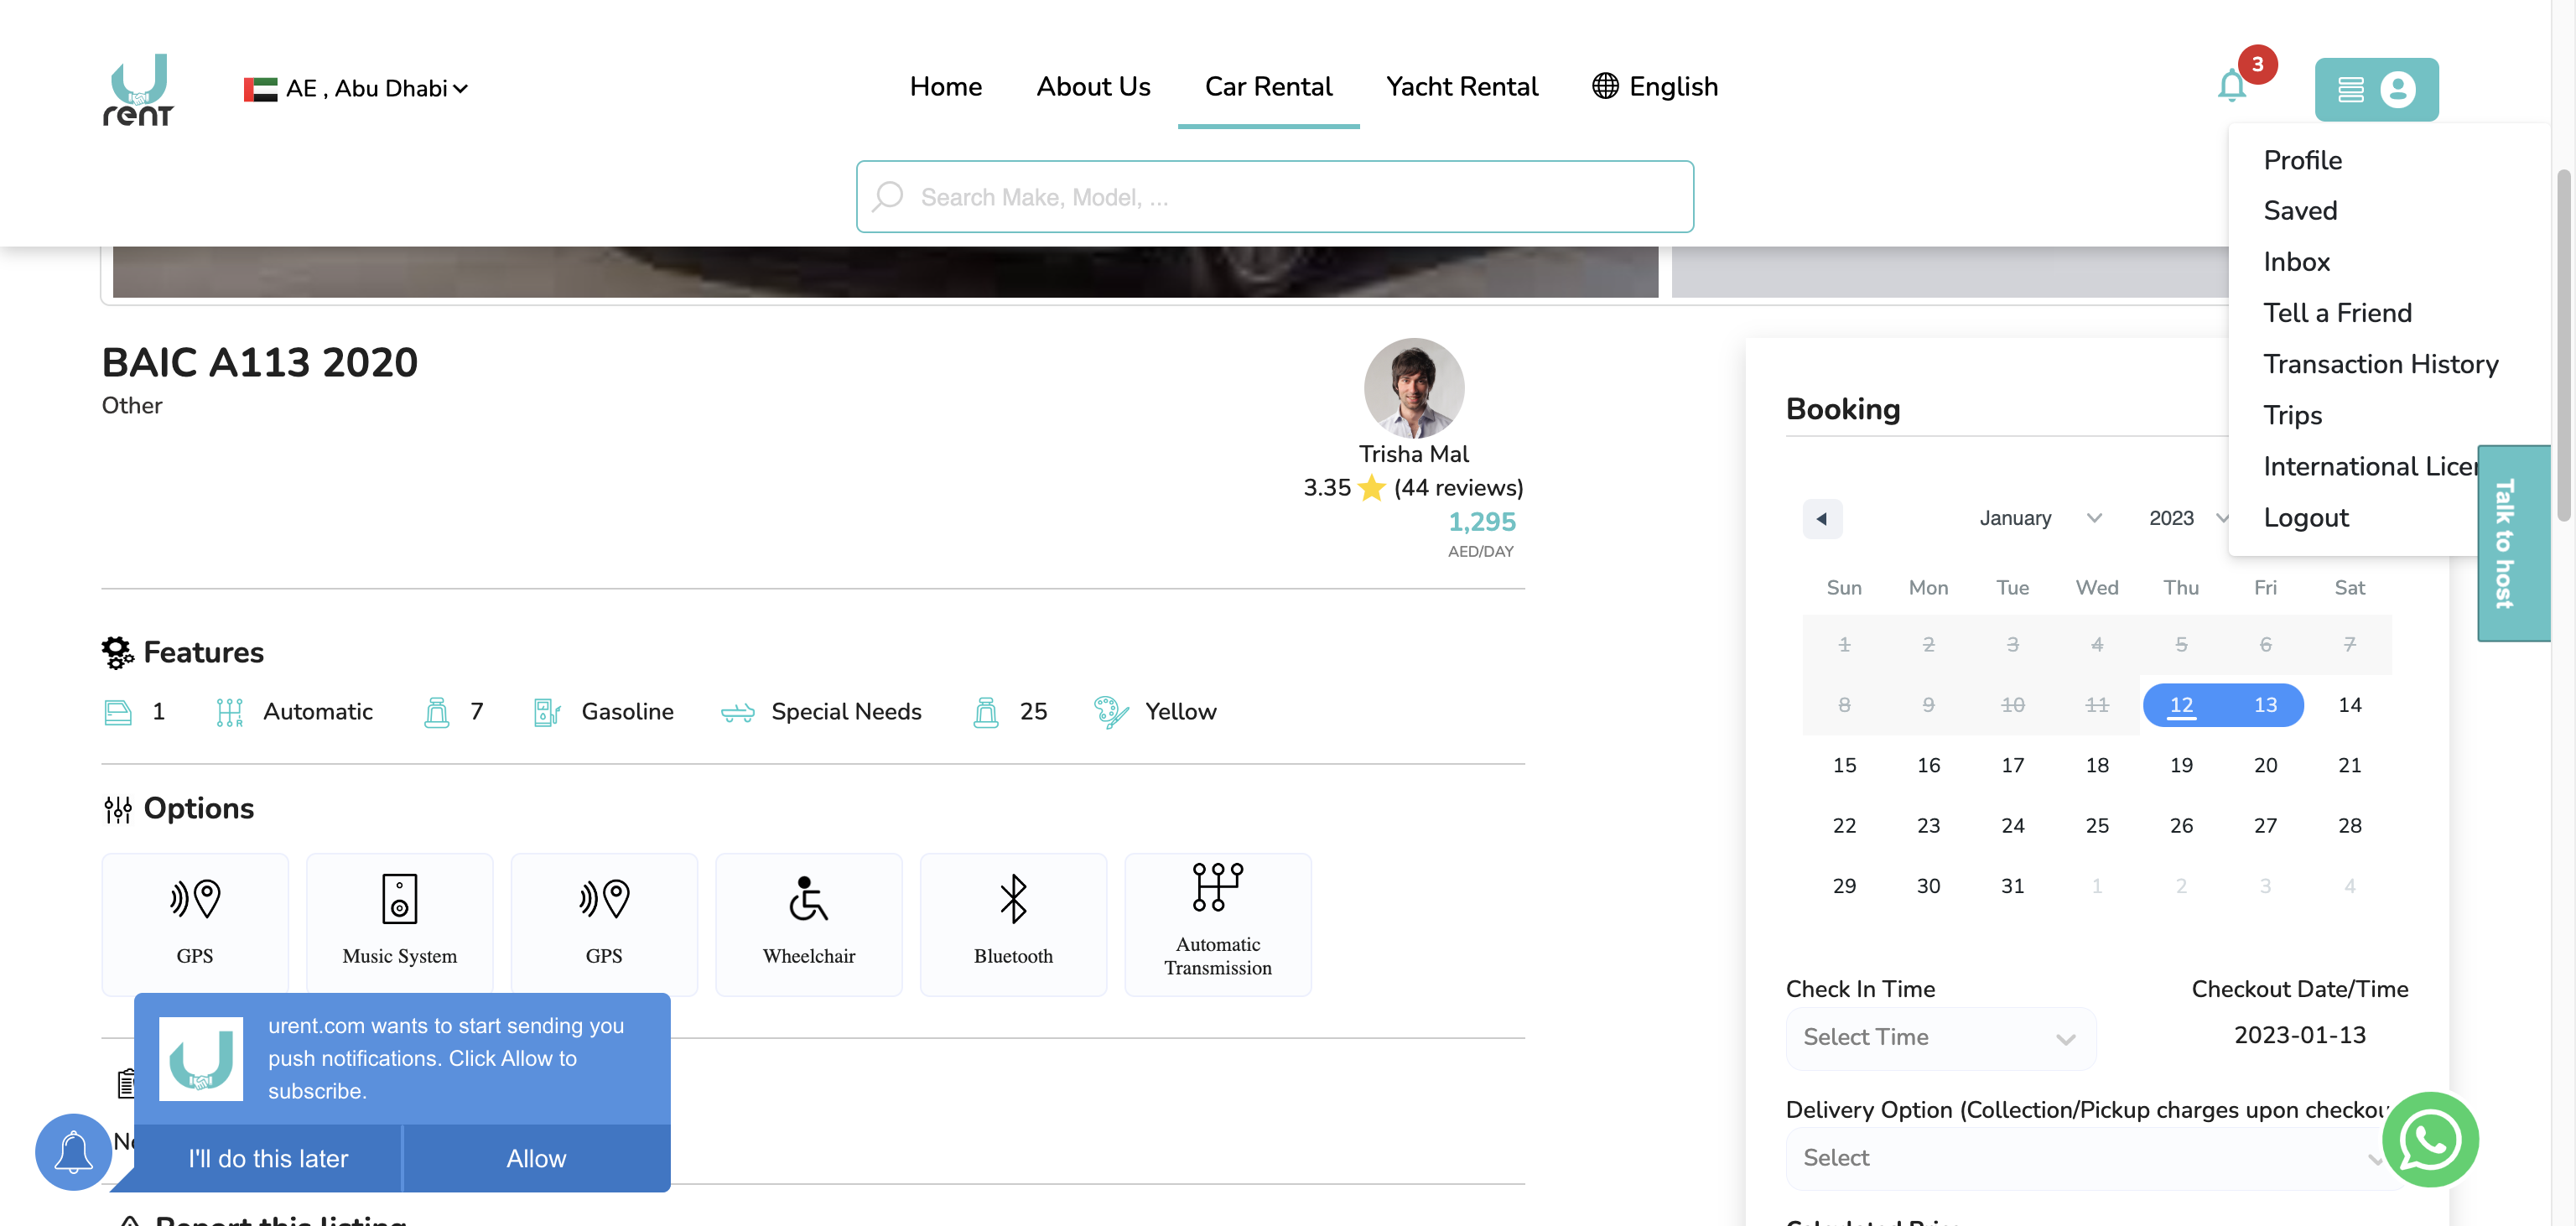 rent
AE , Abu Dhabi
Home
About Us
Car Rental
Yacht Rental
English
3
Search Make, Model, ...
Profile
Saved
Inbox
Tell a Friend
Transaction History
Trips
International
Logout
Talk to host
BAIC A113 2020
Other
Trisha Mal
3.35 (44 reviews)
1,295
AED/DAY
Features
1
Automatic
7
Gasoline
Special Needs
25
Yellow
Options
GPS
Music System
GPS
Wheelchair
Bluetooth
Automatic
Transmission
urent.com wants to start sending you
push notifications. Click Allow to
subscribe.
I'll do this later
Allow
Report this listing
Booking
January
2023
Sun Mon Tue Wed Thu Fri Sat
1 2 3 4 5 6 7
8 9 10 11 12 13 14
15 16 17 18 19 20 21
22 23 24 25 26 27 28
29 30 31 1 2 3 4
Check In Time
Select Time
Checkout Date/Time
2023-01-13
Delivery Option (Collection/Pickup charges upon
Select